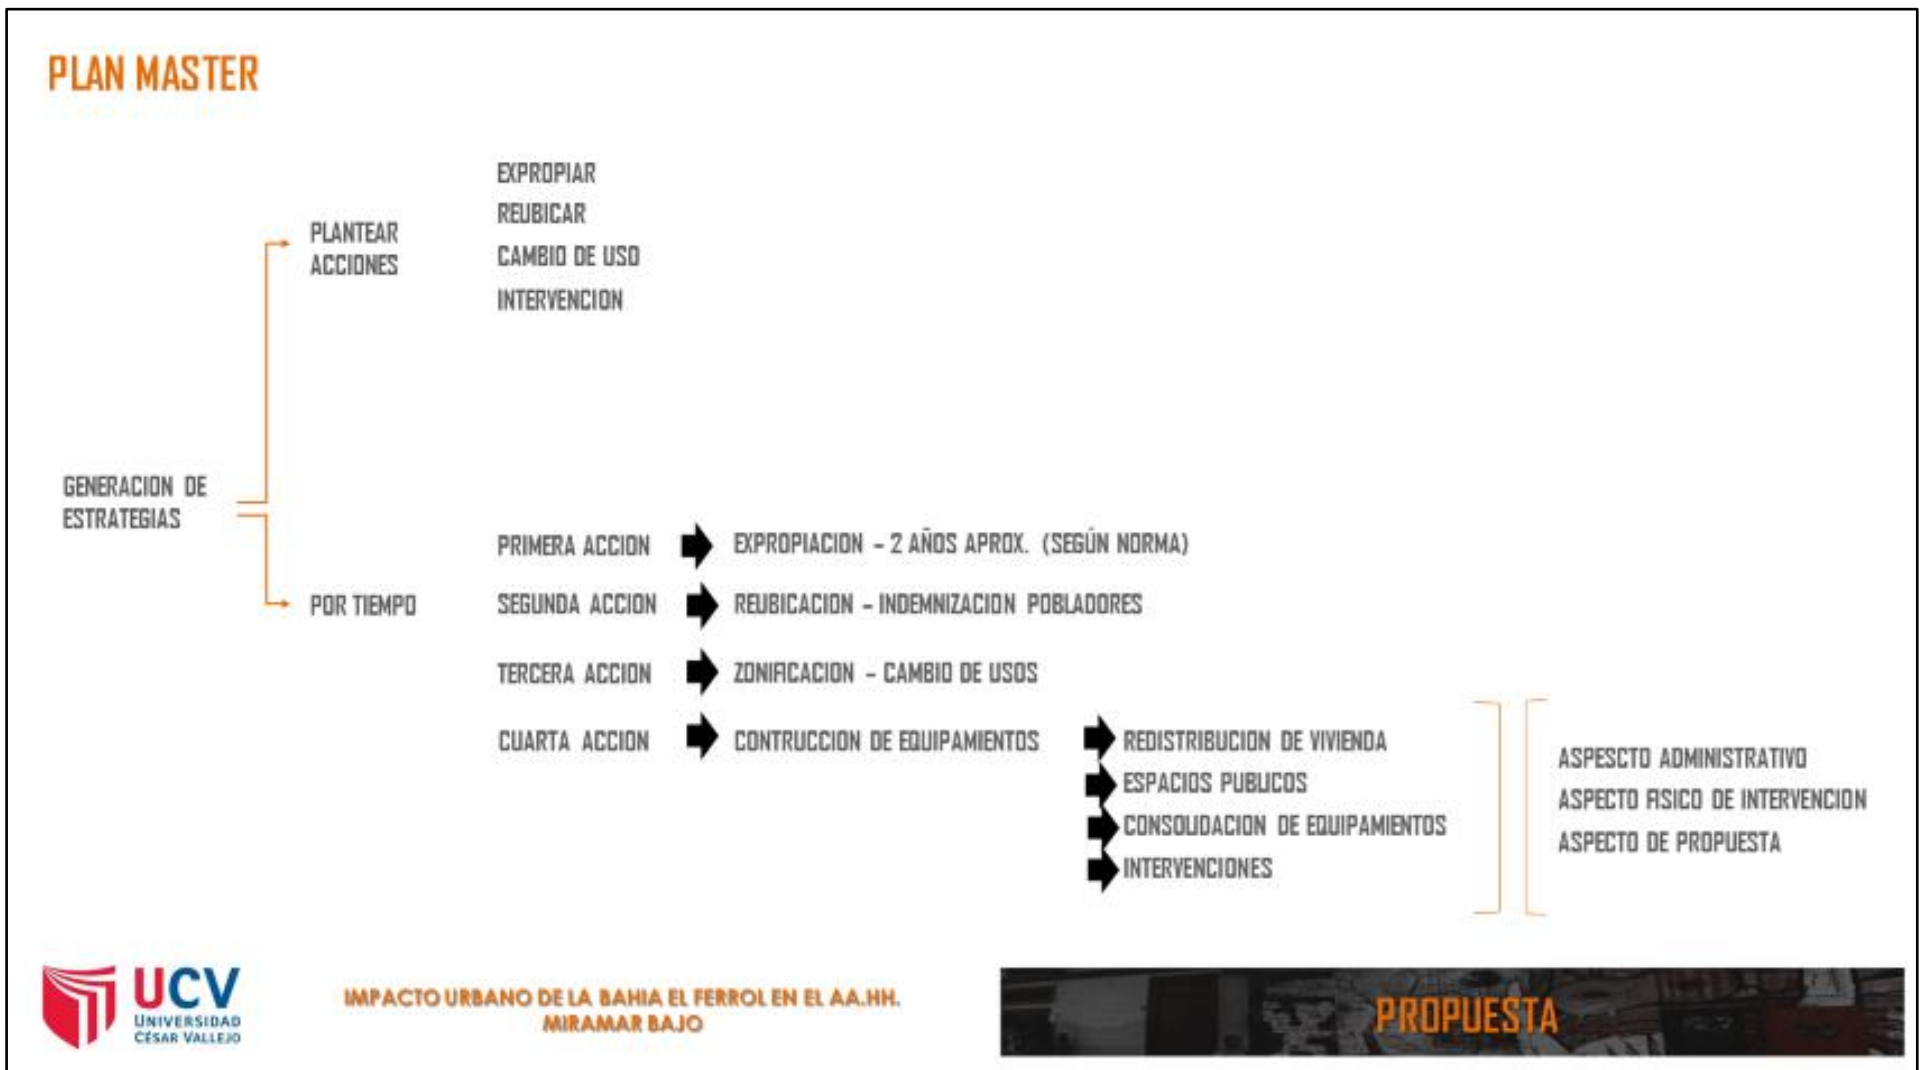 PLAN MASTER
EXPROPIAR
REUBICAR
CAMBIO DE USO
INTERVENCION
PLANTEAR
ACCIONES
GENERACION DE
ESTRATEGIAS
POR TIEMPO
PRIMERA ACCION
EXPROPIACION – 2 AÑOS APROX. (SEGÚN NORMA)
SEGUNDA ACCION
REUBICACION – INDEMNIZACION POBLADORES
TERCERA ACCION
ZONIFICACION – CAMBIO DE USOS
CUARTA ACCION
CONTRUCCION DE EQUIPAMIENTOS
REDISTRIBUCION DE VIVIENDA
ESPACIOS PUBLICOS
CONSOLIDACION DE EQUIPAMIENTOS
INTERVENCIONES
ASPESCTO ADMINISTRATIVO
ASPECTO FISICO DE INTERVENCION
ASPECTO DE PROPUESTA
UCV
UNIVERSIDAD
CÉSAR VALLEJO
IMPACTO URBANO DE LA BAHIA EL FERROL EN EL AA.HH.
MIRAMAR BAJO
PROPUESTA